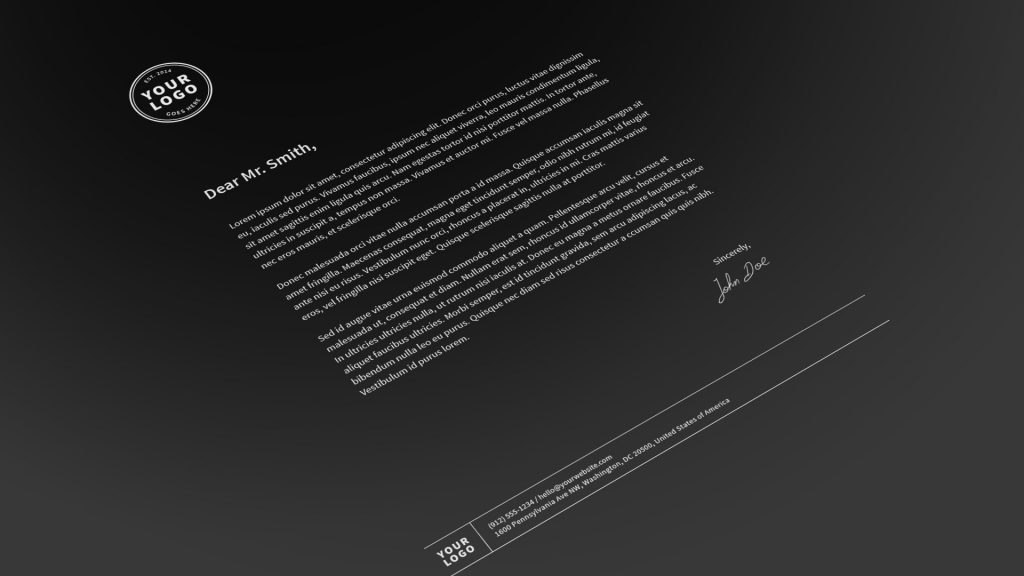 EST. 2014
YOUR
LOGO
GOES HERE
Dear Mr. Smith,
Lorem ipsum dolor sit amet, consectetur adipiscing elit. Donec orci purus, luctus vitae dignissim
eu, iaculis sed purus. Vivamus faucibus, ipsum nec aliquet viverra, leo mauris condimentum ligula,
sit amet sagittis enim ligula quis arcu. Nam egestas tortor id nisi porttitor mattis. In tortor ante,
ultricies in suscipit a, tempus non massa. Vivamus et auctor mi. Fusce vel massa nulla. Phasellus
nec eros mauris, et scelerisque orci.
Donec malesuada orci vitae nulla accumsan porta a id massa. Quisque accumsan iaculis magna sit
amet fringilla. Maecenas consequat, magna eget tincidunt semper, odio nibh rutrum mi, id feugiat
ante nisi eu risus. Vestibulum nunc orci, rhoncus a placerat in, ultricies in mi. Cras mattis varius
eros, vel fringilla nisi suscipit eget. Quisque scelerisque sagittis nulla at porttitor.
Sed id augue vitae urna euismod commodo aliquet a quam. Pellentesque arcu velit, cursus et
malesuada ut, consequat et diam. Nullam erat sem, rhoncus id ullamcorper vitae, rhoncus et arcu.
In ultricies ultricies nulla, ut rutrum nisi iaculis at. Donec eu magna a metus ornare faucibus. Fusce
aliquet faucibus ultricies. Morbi semper, est id tincidunt gravida, sem arcu adipiscing lacus, ac
bibendum nulla leo eu purus. Quisque nec diam sed risus consectetur a cumsan quis quis nibh.
Vestibulum id purus lorem.
Sincerely,
John Doe
YOUR
LOGO
(912) 555-1234 / hello@yourwebsite.com
1600 Pennsylvania Ave NW, Washington, DC 20500, United States of America